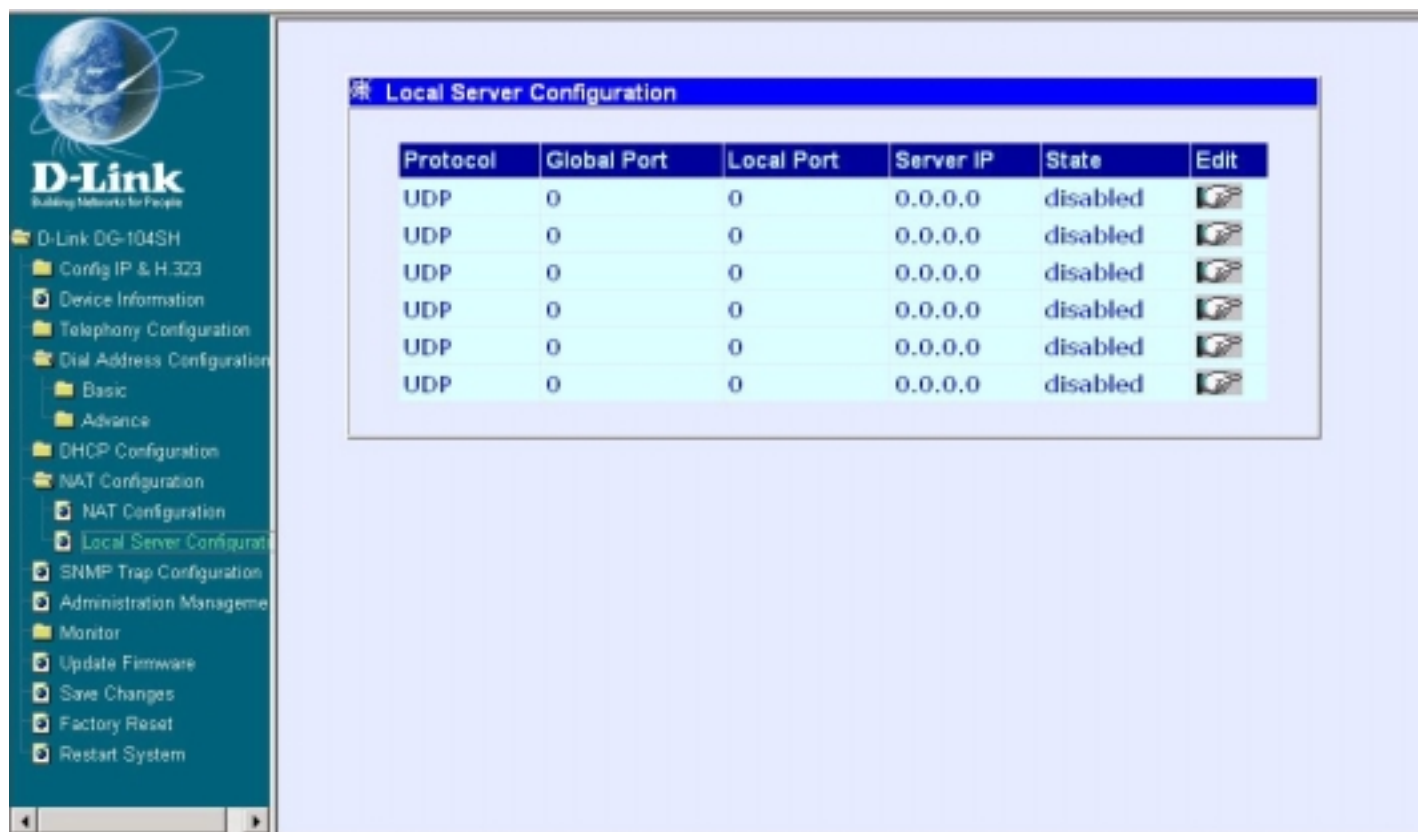 D-Link
Building Networks for People
D-Link DG-104SH
Config IP & H.323
Device Information
Telephony Configuration
Dial Address Configuration
Basic
Advance
DHCP Configuration
NAT Configuration
NAT Configuration
Local Server Configurati
SNMP Trap Configuration
Administration Manageme
Monitor
Update Firmware
Save Changes
Factory Reset
Restart System
Local Server Configuration
Protocol Global Port Local Port Server IP State Edit
UDP 0 0 0.0.0.0 disabled
UDP 0 0 0.0.0.0 disabled
UDP 0 0 0.0.0.0 disabled
UDP 0 0 0.0.0.0 disabled
UDP 0 0 0.0.0.0 disabled
UDP 0 0 0.0.0.0 disabled